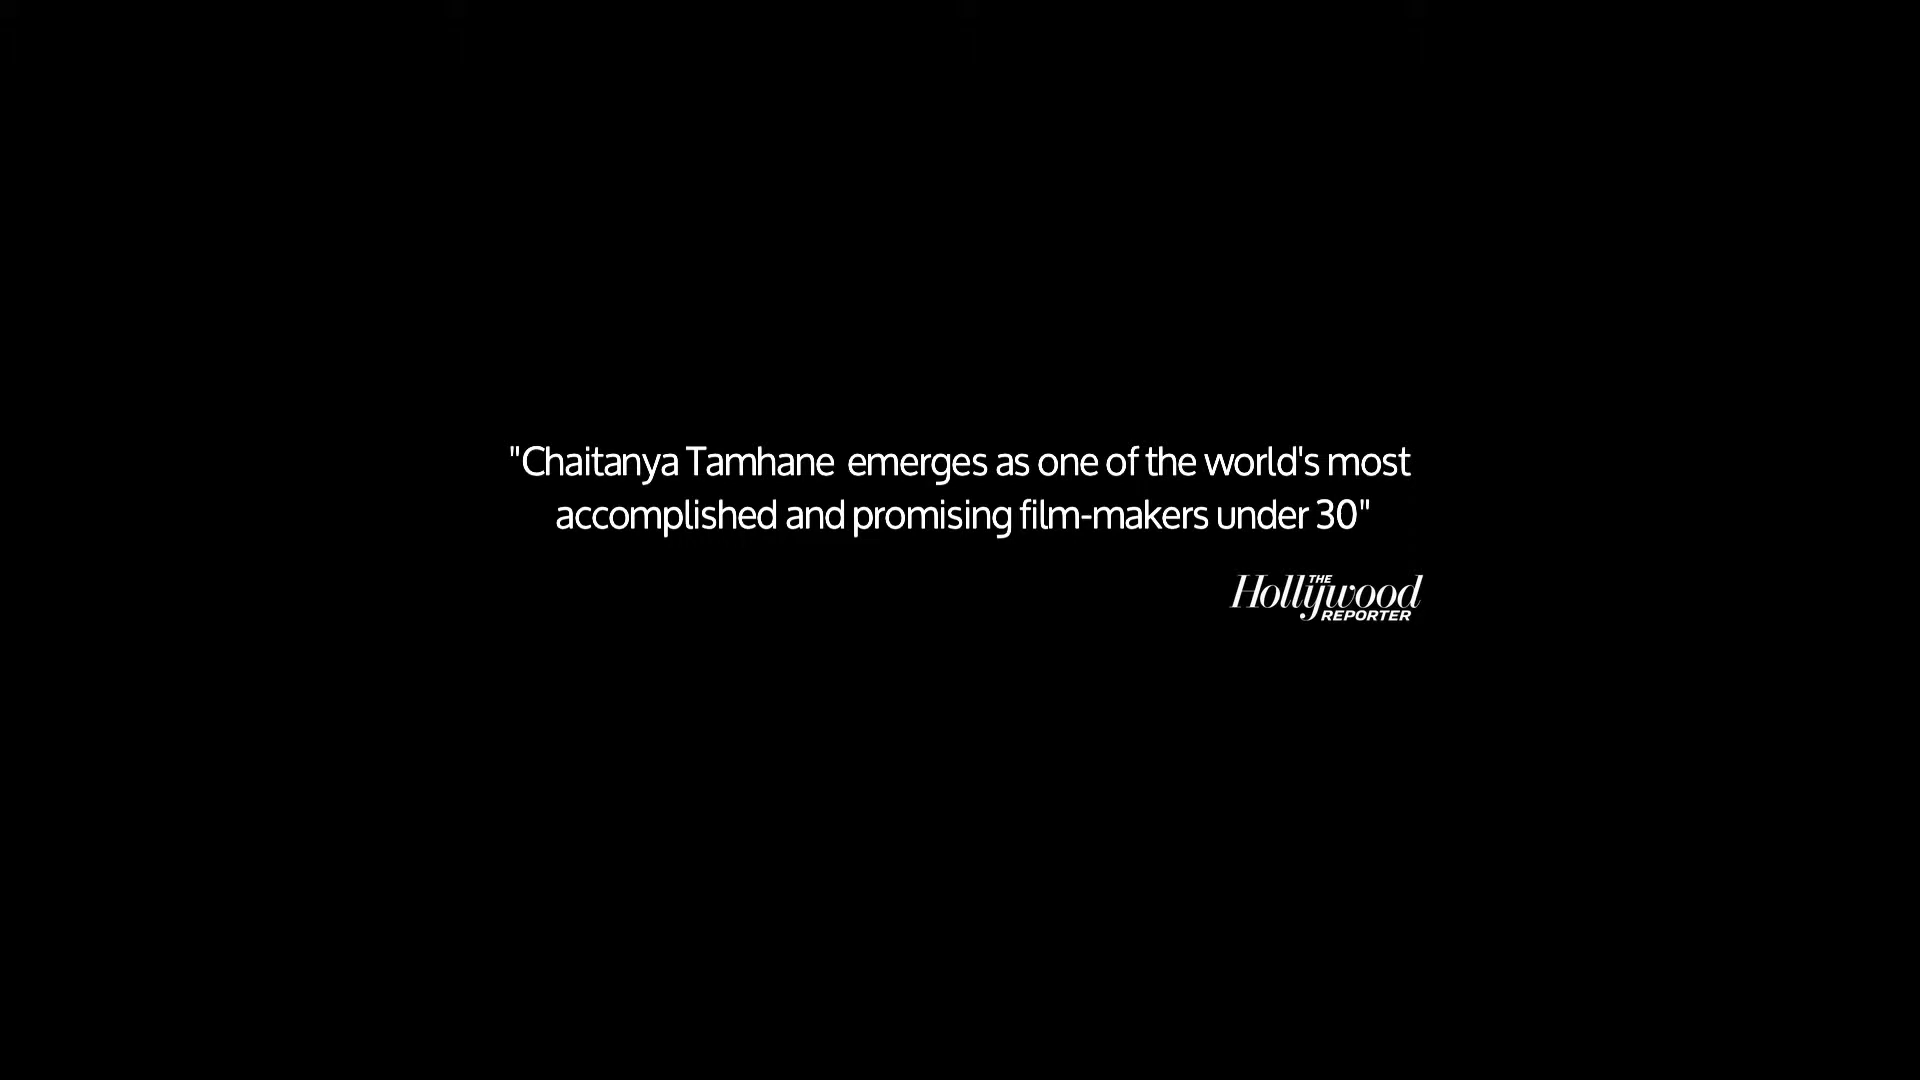 "Chaitanya Tamhane  emerges as one of the world's most
accomplished and promising film-makers under 30"
THE
Hollywood
REPORTER